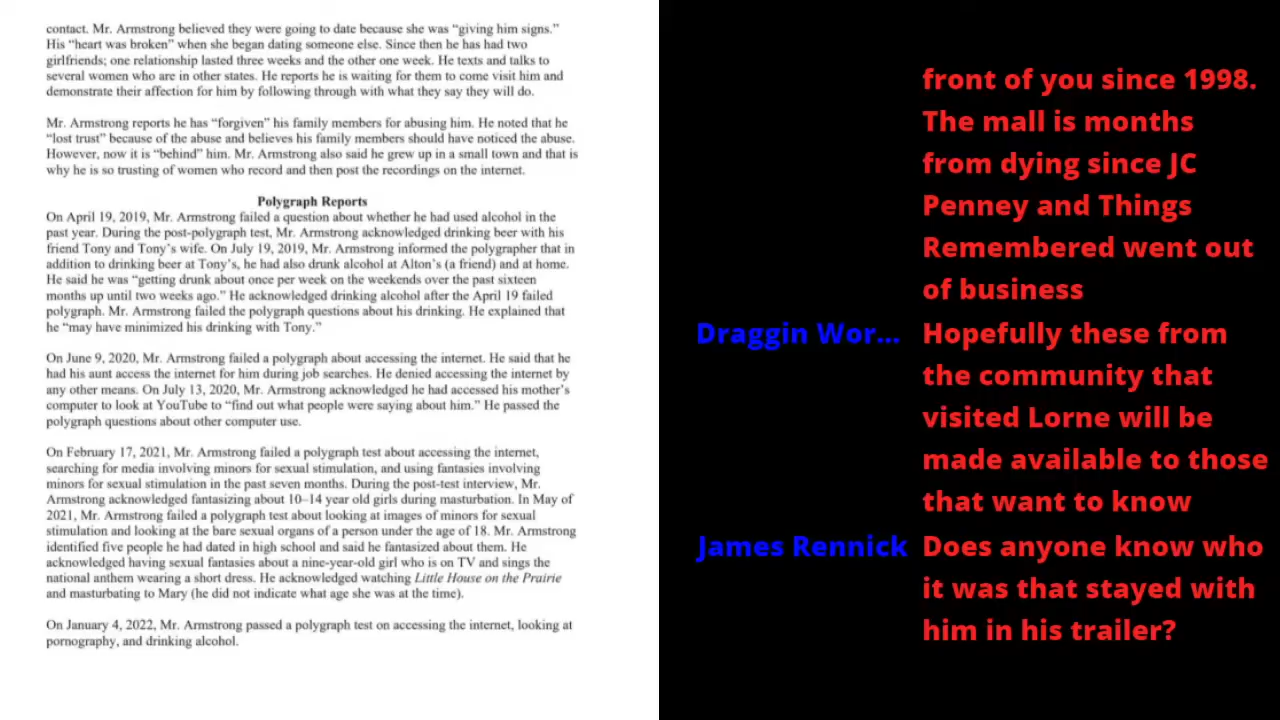 contact. Mr. Armstrong believed they were going to date because she was “giving him signs.”
His “heart was broken” when she began dating someone else. Since then he has had two
girlfriends; one relationship lasted three weeks and the other one week. He texts and talks to
several women who are in other states. He reports he is waiting for them to come visit him and
demonstrate their affection for him by following through with what they say they will do.
Mr. Armstrong reports he has “forgiven” his family members for abusing him. He noted that he
“lost trust” because of the abuse and believes his family members should have noticed the abuse.
However, now it is “behind” him. Mr. Armstrong also said he grew up in a small town and that is
why he is so trusting of women who record and then post the recordings on the internet.
Polygraph Reports
On April 19, 2019, Mr. Armstrong failed a question about whether he had used alcohol in the
past year. During the post-polygraph test, Mr. Armstrong acknowledged drinking beer with his
friend Tony and Tony’s wife. On July 19, 2019, Mr. Armstrong informed the polygrapher that in
addition to drinking beer at Tony’s, he had also drunk alcohol at Alton’s (a friend) and at home.
He said he was “getting drunk about once per week on the weekends over the past sixteen
months up until two weeks ago.” He acknowledged drinking alcohol after the April 19 failed
polygraph. Mr. Armstrong failed the polygraph questions about his drinking. He explained that
he “may have minimized his drinking with Tony.”
On June 9, 2020, Mr. Armstrong failed a polygraph about accessing the internet. He said that he
had his aunt access the internet for him during job searches. He denied accessing the internet by
any other means. On July 13, 2020, Mr. Armstrong acknowledged he had accessed his mother’s
computer to look at YouTube to “find out what people were saying about him.” He passed the
polygraph questions about other computer use.
On February 17, 2021, Mr. Armstrong failed a polygraph test about accessing the internet,
searching for media involving minors for sexual stimulation, and using fantasies involving
minors for sexual stimulation in the past seven months. During the post-test interview, Mr.
Armstrong acknowledged fantasizing about 10–14 year old girls during masturbation. In May of
2021, Mr. Armstrong failed a polygraph test about looking at images of minors for sexual
stimulation and looking at the bare sexual organs of a person under the age of 18. Mr. Armstrong
identified five people he had dated in high school and said he fantasized about them. He
acknowledged having sexual fantasies about a nine-year-old girl who is on TV and sings the
national anthem wearing a short dress. He acknowledged watching Little House on the Prairie
and masturbating to Mary (he did not indicate what age she was at the time).
On January 4, 2022, Mr. Armstrong passed a polygraph test on accessing the internet, looking at
pornography, and drinking alcohol.
front of you since 1998.
The mall is months
from dying since JC
Penney and Things
Remembered went out
of business
Draggin Wor... Hopefully these from
the community that
visited Lorne will be
made available to those
that want to know
James Rennick Does anyone know who
it was that stayed with
him in his trailer?